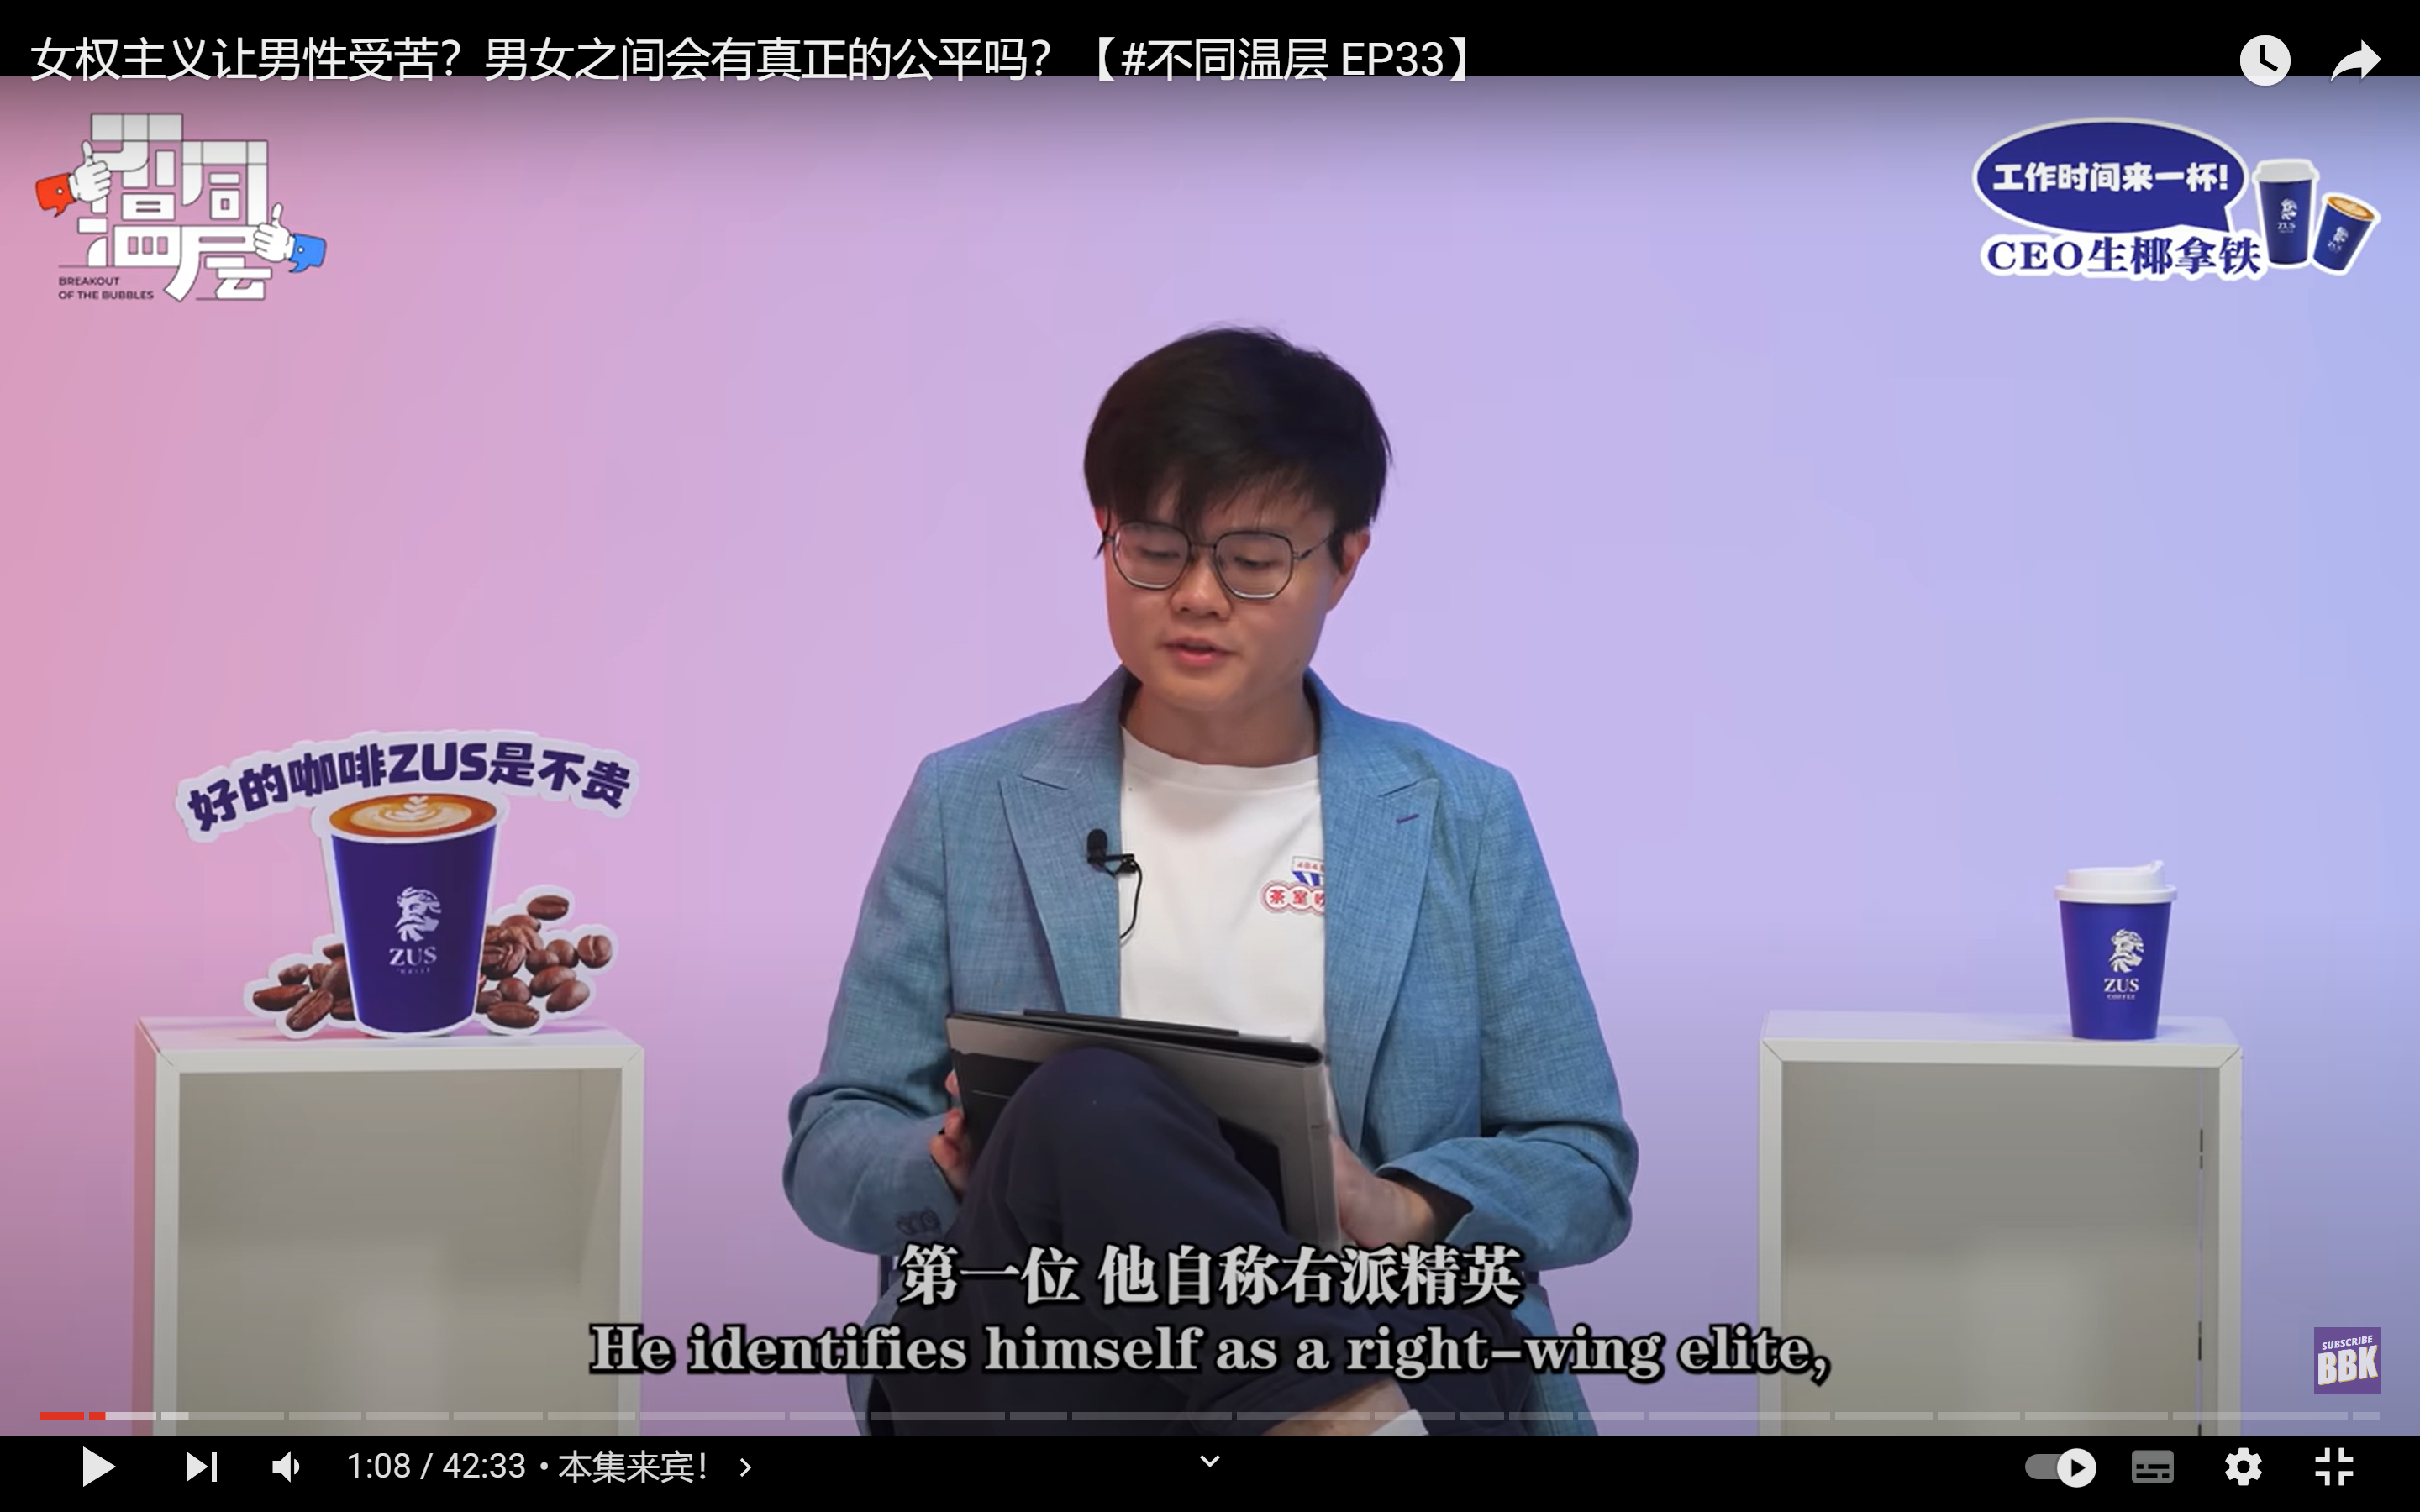 女权主义让男性受苦？男女之间会有真正的公平吗？【#不同温层 EP33】
不同
温层
BREAKOUT
OF THE BUBBLES
工作时间来一杯!
CEO生椰拿铁
好的咖啡ZUS是不贵
ZUS
ZUS
COFFEE
茶室
第一位 他自称右派精英
He identifies himself as a right-wing elite,
SUBSCRIBE
BBK
1:08 / 42:33 • 本集来宾！